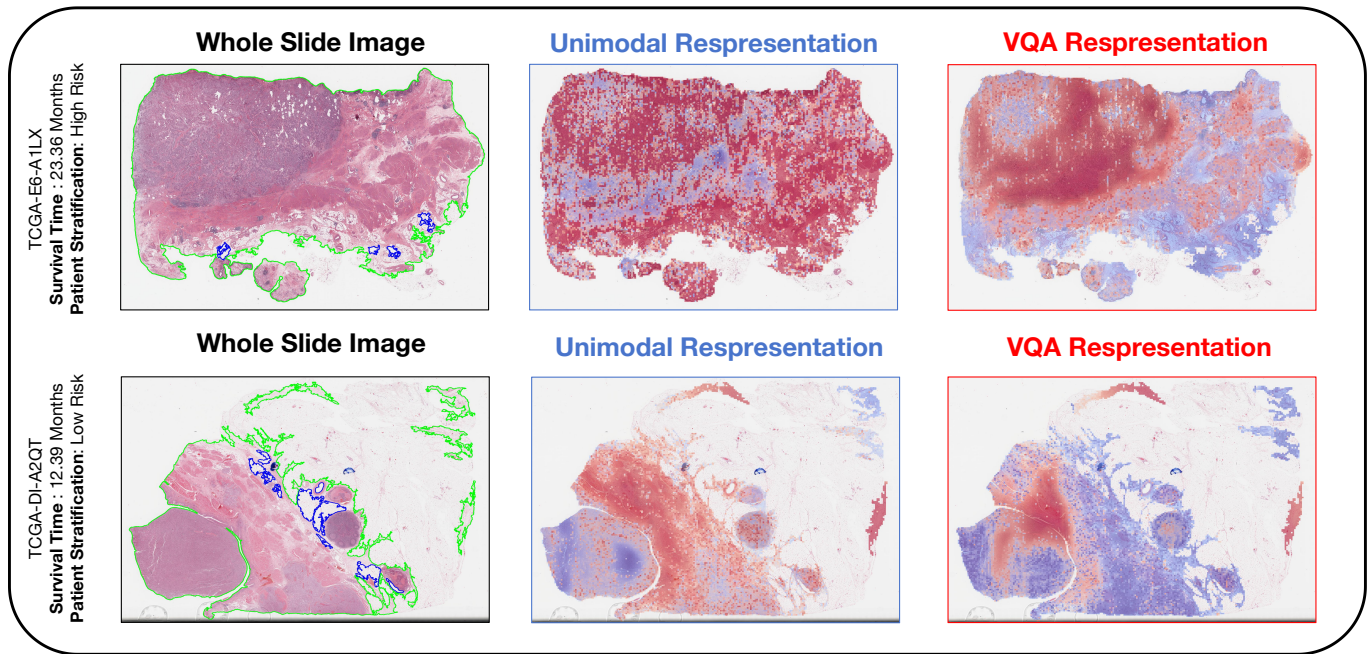 Whole Slide Image
Unimodal Respresentation
VQA Respresentation
TCGA-E6-A1LX
Survival Time : 23.36 Months
Patient Stratification: High Risk
Whole Slide Image
Unimodal Respresentation
VQA Respresentation
TCGA-DI-A2QT
Survival Time : 12.39 Months
Patient Stratification: Low Risk